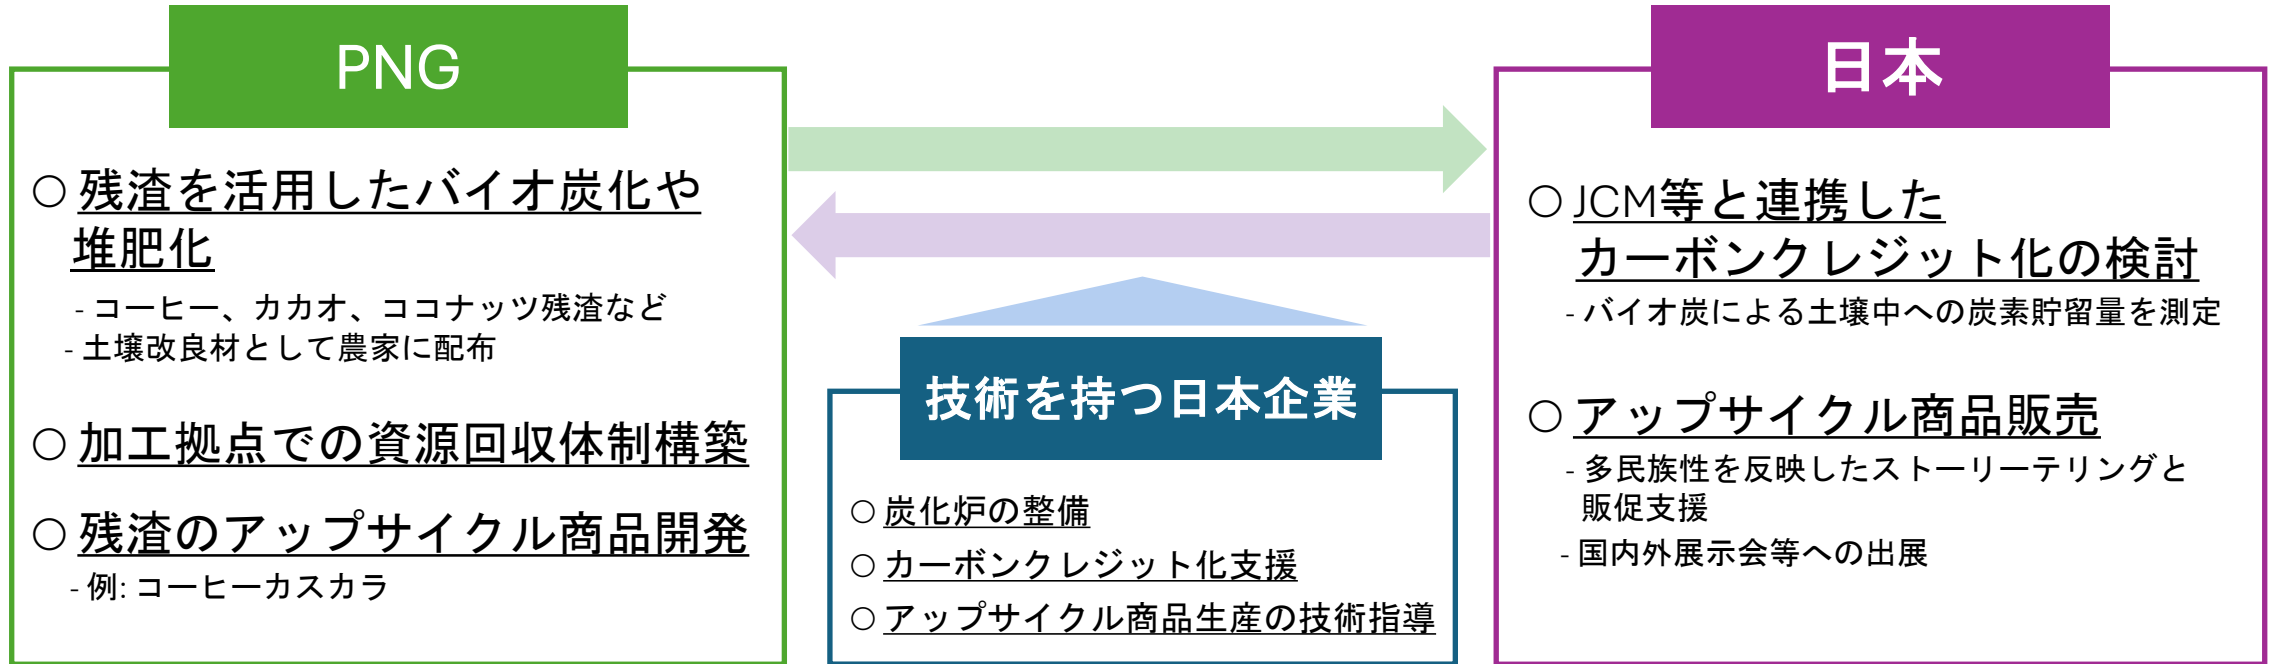 PNG
○ 残渣を活用したバイオ炭化や
堆肥化
- コーヒー、カカオ、ココナッツ残渣など
- 土壌改良材として農家に配布
○ 加工拠点での資源回収体制構築
○ 残渣のアップサイクル商品開発
- 例: コーヒーカスカラ
技術を持つ日本企業
○ 炭化炉の整備
○ カーボンクレジット化支援
○ アップサイクル商品生産の技術指導
日本
○ JCM等と連携した
カーボンクレジット化の検討
- バイオ炭による土壌中への炭素貯留量を測定
○ アップサイクル商品販売
- 多民族性を反映したストーリーテリングと
販促支援
- 国内外展示会等への出展